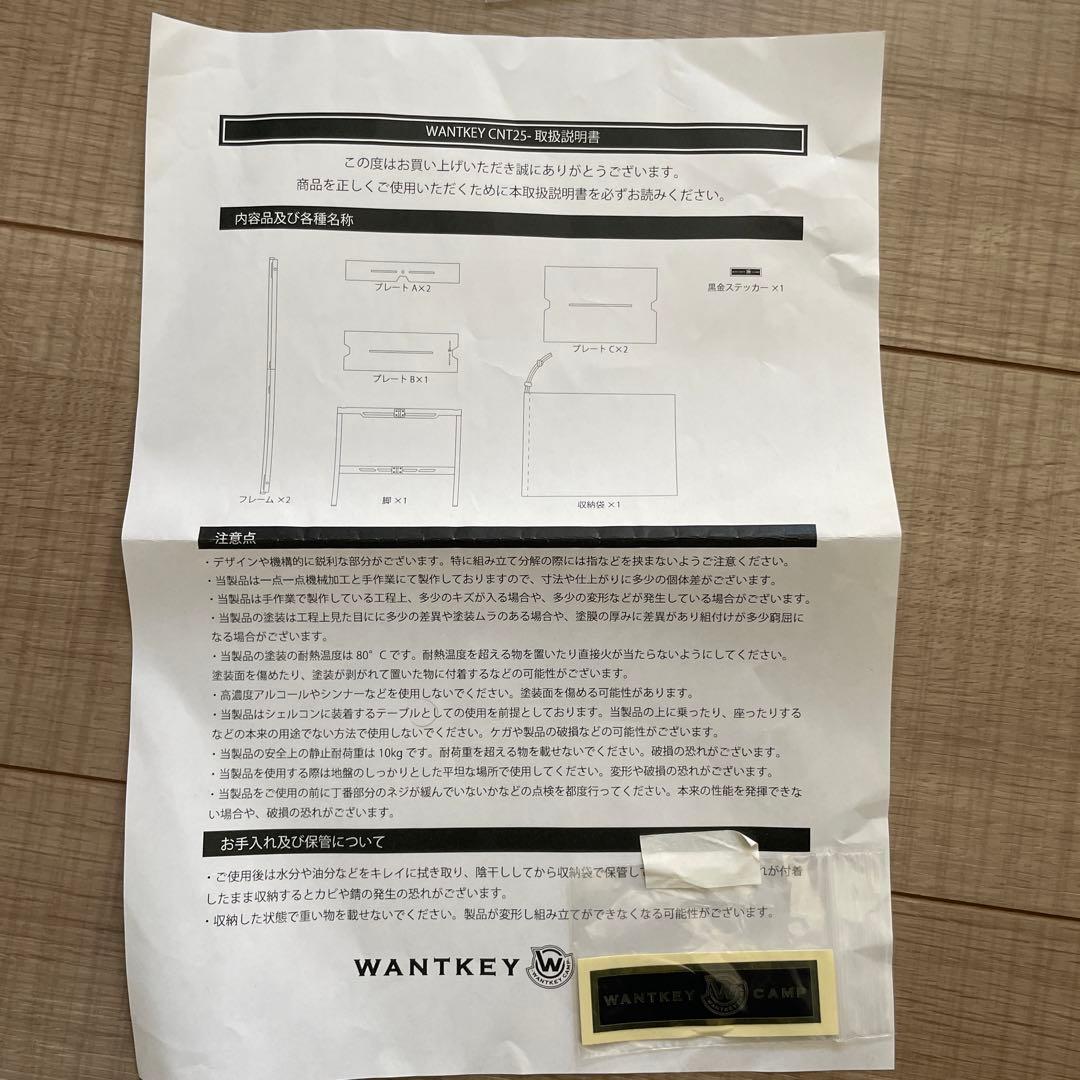 WANTKEY CNT25- 取扱説明書
この度はお買い上げいただき誠にありがとうございます。
商品を正しくご使用いただくために本取扱説明書を必ずお読みください。
内容品及び各種名称
プレート A×2
プレート C×2
黒金ステッカー ×1
プレート B×1
フレーム ×2
脚 ×1
収納袋 ×1
注意点
・デザインや機構的に鋭利な部分がございます。特に組み立て分解の際には指などを挟まないようご注意ください。
・当製品は一点一点機械加工と手作業にて製作しておりますので、寸法や仕上がりに多少の個体差がございます。
・当製品は手作業で製作している工程上、多少のキズが入る場合や、多少の変形などが発生している場合がございます。
・当製品の塗装は工程上見た目にに多少の差異や塗装ムラのある場合や、塗膜の厚みに差異があり組付けが多少窮屈に
なる場合がございます。
・当製品の塗装の耐熱温度は 80°C です。耐熱温度を超える物を置いたり直接火が当たらないようにしてください。
塗装面を傷めたり、塗装が剥がれて置いた物に付着するなどの可能性がございます。
・高濃度アルコールやシンナーなどを使用しないでください。塗装面を傷める可能性があります。
・当製品はシェルコンに装着するテーブルとしての使用を前提としております。当製品の上に乗ったり、座ったりする
などの本来の用途でない方法で使用しないでください。ケガや製品の破損などの可能性がございます。
・当製品の安全上の静止耐荷重は 10kg です。耐荷重を超える物を載せないでください。破損の恐れがございます。
・当製品を使用する際は地盤のしっかりとした平坦な場所で使用してください。変形や破損の恐れがございます。
・当製品をご使用の前に丁番部分のネジが緩んでいないかなどの点検を都度行ってください。本来の性能を発揮できな
い場合や、破損の恐れがございます。
お手入れ及び保管について
・ご使用後は水分や油分などをキレイに拭き取り、陰干ししてから収納袋で保管して れが付着
したまま収納するとカビや錆の発生の恐れがございます。
・収納した状態で重い物を載せないでください。製品が変形し組み立てができなくなる可能性がございます。
WANTKEY W WANTKEY CAMP
WANTKEY W WANTKEY CAMP